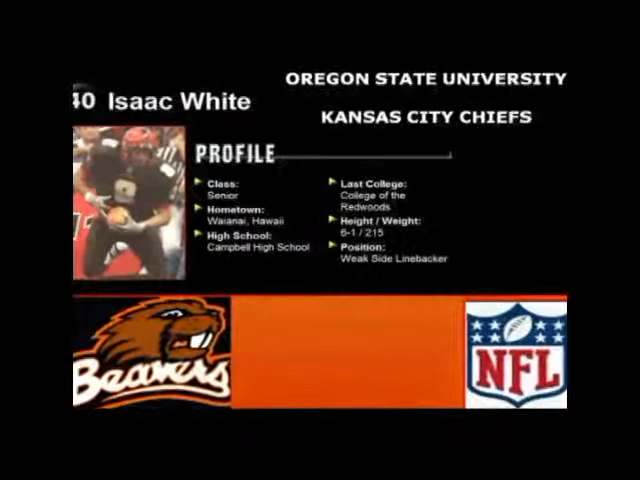 OREGON STATE UNIVERSITY
40 Isaac White
KANSAS CITY CHIEFS
PROFILE
Class:
Senior
Hometown:
Waianai, Hawaii
High School:
Campbell High School
Last College:
College of the
Redwoods
Height / Weight:
6-1 / 215
Position:
Weak Side Linebacker
Beavers
NFL